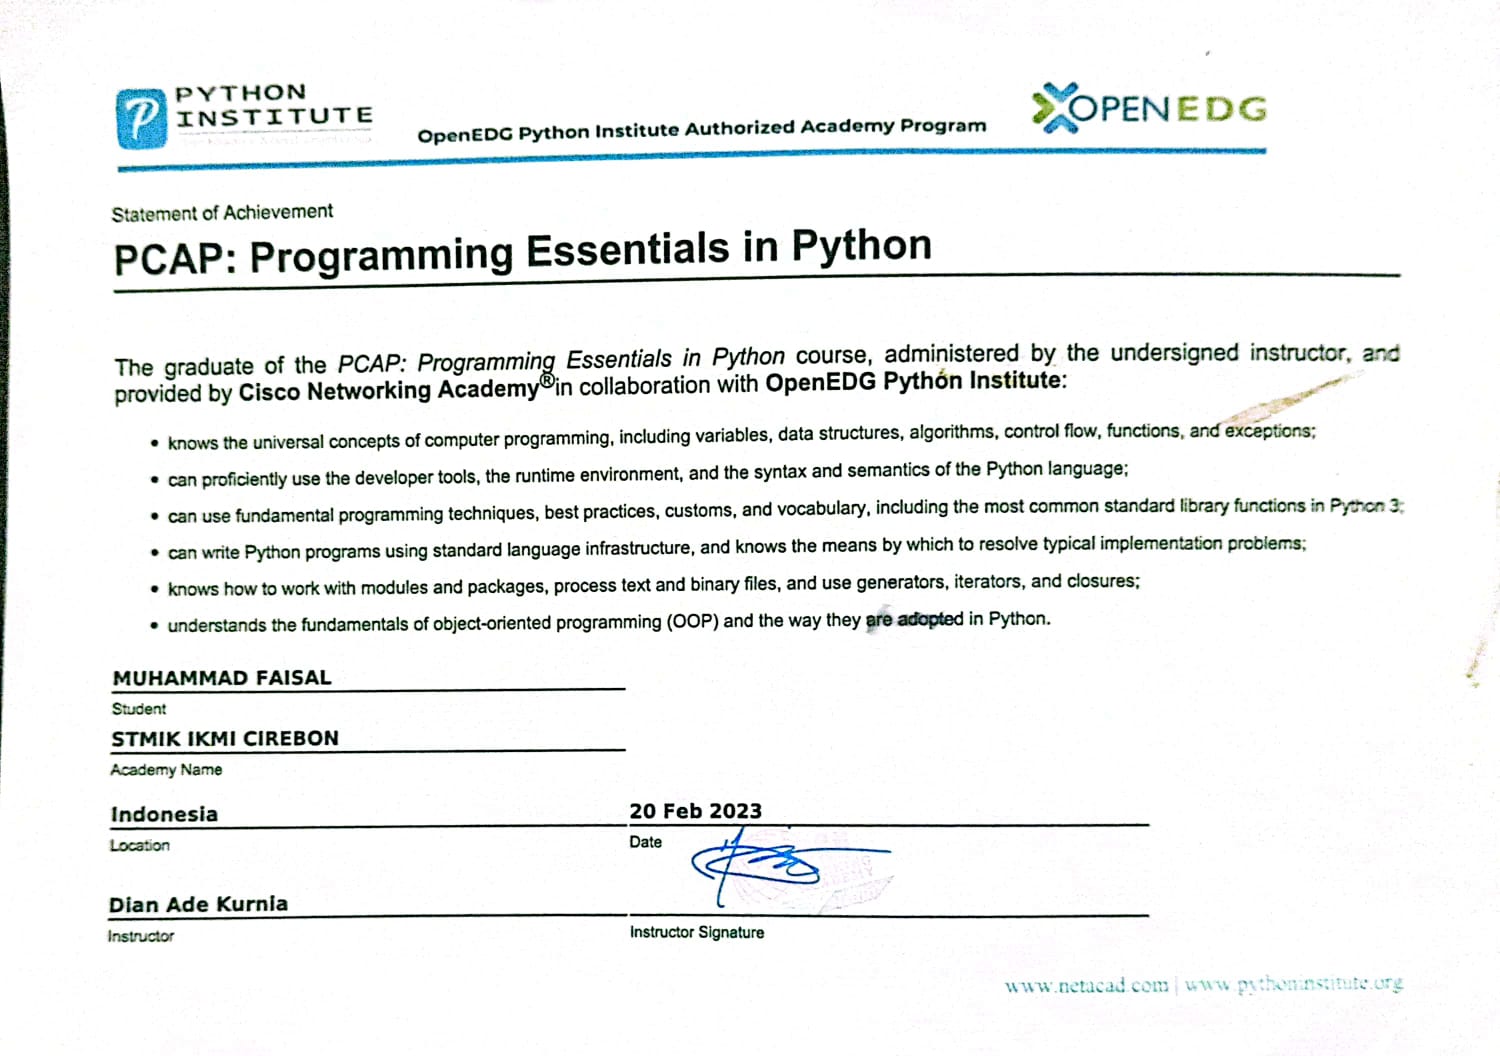 PYTHON
INSTITUTE
OpenEDG Python Institute Authorized Academy Program
OPENEDG
Statement of Achievement
PCAP: Programming Essentials in Python
The graduate of the PCAP: Programming Essentials in Python course, administered by the undersigned instructor, and
provided by Cisco Networking Academy® in collaboration with OpenEDG Python Institute:
• knows the universal concepts of computer programming, including variables, data structures, algorithms, control flow, functions, and exceptions;
• can proficiently use the developer tools, the runtime environment, and the syntax and semantics of the Python language;
• can use fundamental programming techniques, best practices, customs, and vocabulary, including the most common standard library functions in Python 3;
• can write Python programs using standard language infrastructure, and knows the means by which to resolve typical implementation problems;
• knows how to work with modules and packages, process text and binary files, and use generators, iterators, and closures;
• understands the fundamentals of object-oriented programming (OOP) and the way they are adopted in Python.
MUHAMMAD FAISAL
Student
STMIK IKMI CIREBON
Academy Name
Indonesia
Location
20 Feb 2023
Date
Dian Ade Kurnia
Instructor
Instructor Signature
www.netacad.com | www.pythoninstitute.org